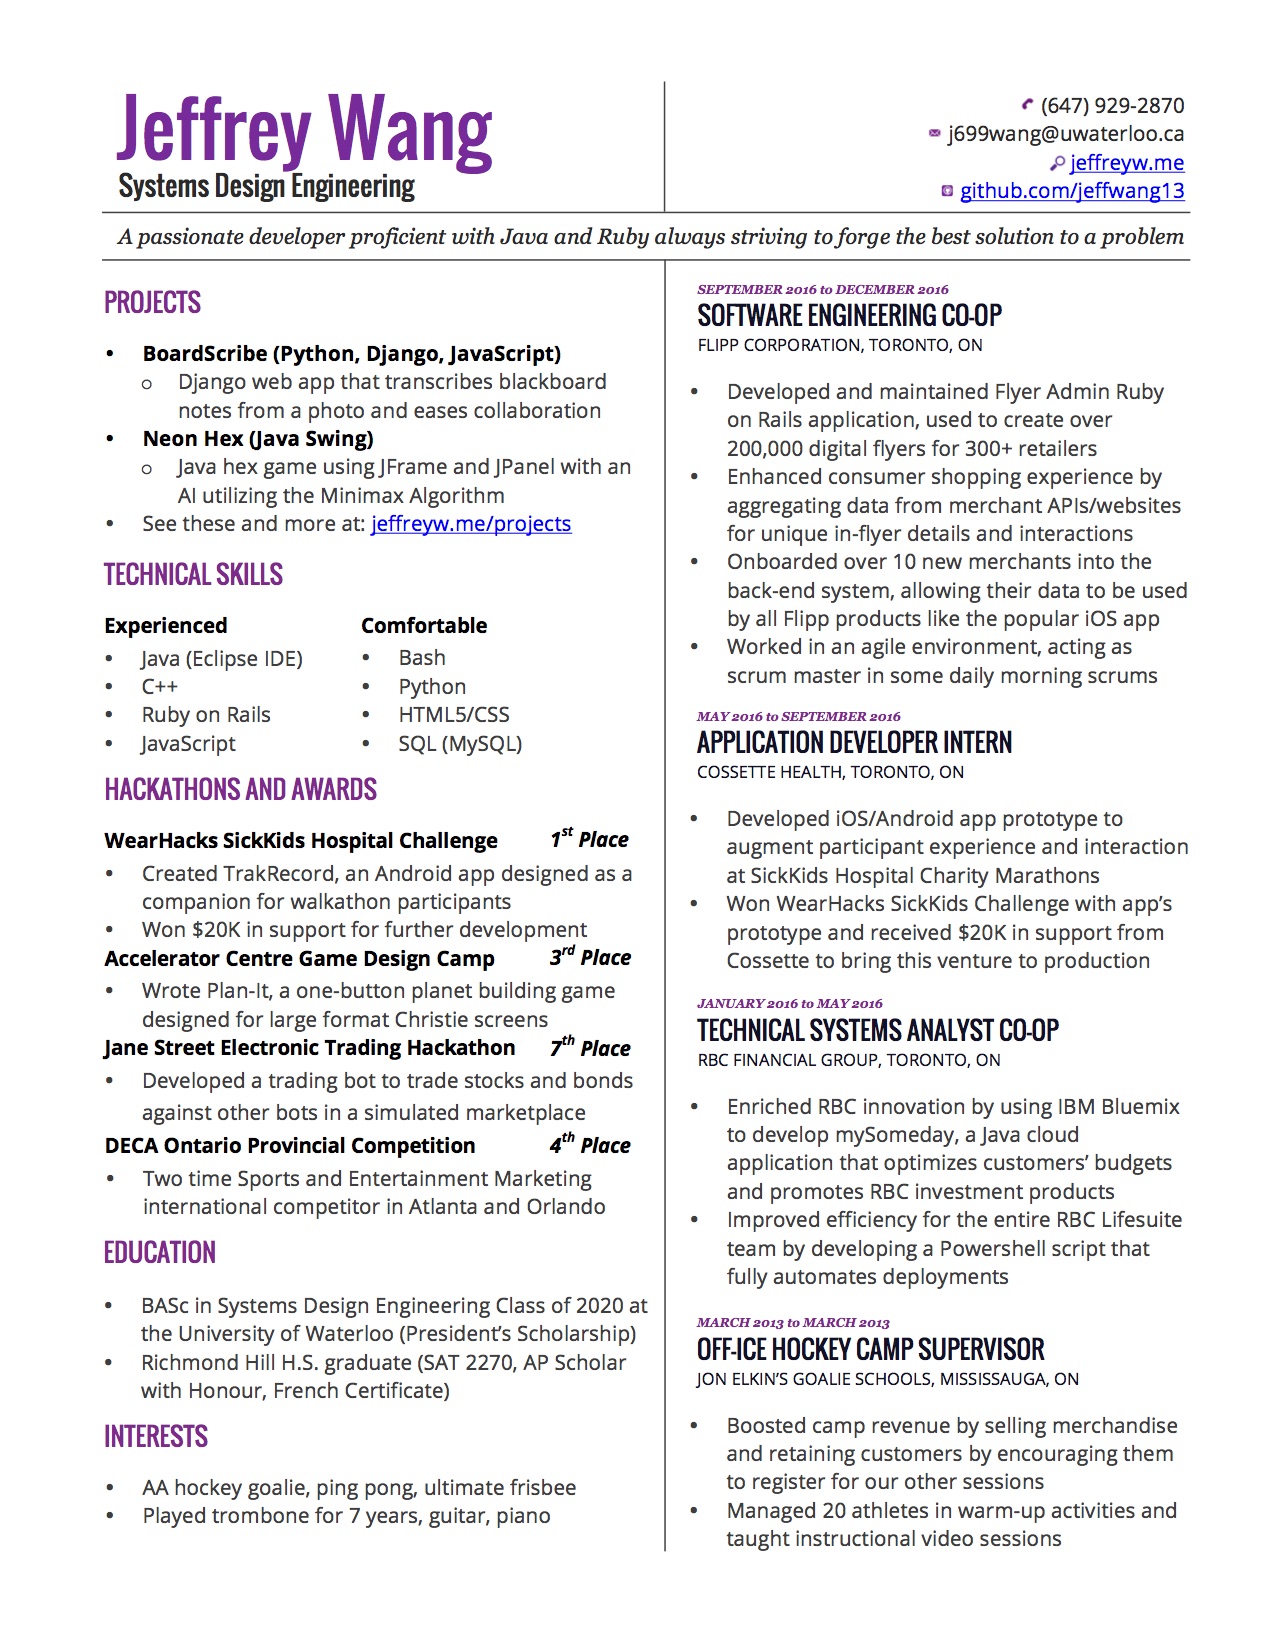 Jeffrey Wang
Systems Design Engineering
(647) 929-2870
j699wang@uwaterloo.ca
jeffreyw.me
github.com/jeffwang13
A passionate developer proficient with Java and Ruby always striving to forge the best solution to a problem
PROJECTS
• BoardScribe (Python, Django, JavaScript)
o Django web app that transcribes blackboard
notes from a photo and eases collaboration
• Neon Hex (Java Swing)
o Java hex game using JFrame and JPanel with an
AI utilizing the Minimax Algorithm
• See these and more at: jeffreyw.me/projects
TECHNICAL SKILLS
Experienced
• Java (Eclipse IDE)
• C++
• Ruby on Rails
• JavaScript
Comfortable
• Bash
• Python
• HTML5/CSS
• SQL (MySQL)
HACKATHONS AND AWARDS
WearHacks SickKids Hospital Challenge 1st Place
• Created TrakRecord, an Android app designed as a
companion for walkathon participants
• Won $20K in support for further development
Accelerator Centre Game Design Camp 3rd Place
• Wrote Plan-It, a one-button planet building game
designed for large format Christie screens
Jane Street Electronic Trading Hackathon 7th Place
• Developed a trading bot to trade stocks and bonds
against other bots in a simulated marketplace
DECA Ontario Provincial Competition 4th Place
• Two time Sports and Entertainment Marketing
international competitor in Atlanta and Orlando
EDUCATION
• BASc in Systems Design Engineering Class of 2020 at
the University of Waterloo (President's Scholarship)
• Richmond Hill H.S. graduate (SAT 2270, AP Scholar
with Honour, French Certificate)
INTERESTS
• AA hockey goalie, ping pong, ultimate frisbee
• Played trombone for 7 years, guitar, piano
SEPTEMBER 2016 to DECEMBER 2016
SOFTWARE ENGINEERING CO-OP
FLIPP CORPORATION, TORONTO, ON
• Developed and maintained Flyer Admin Ruby
on Rails application, used to create over
200,000 digital flyers for 300+ retailers
• Enhanced consumer shopping experience by
aggregating data from merchant APIs/websites
for unique in-flyer details and interactions
• Onboarded over 10 new merchants into the
back-end system, allowing their data to be used
by all Flipp products like the popular iOS app
• Worked in an agile environment, acting as
scrum master in some daily morning scrums
MAY 2016 to SEPTEMBER 2016
APPLICATION DEVELOPER INTERN
COSSETTE HEALTH, TORONTO, ON
• Developed iOS/Android app prototype to
augment participant experience and interaction
at SickKids Hospital Charity Marathons
• Won WearHacks SickKids Challenge with app's
prototype and received $20K in support from
Cossette to bring this venture to production
JANUARY 2016 to MAY 2016
TECHNICAL SYSTEMS ANALYST CO-OP
RBC FINANCIAL GROUP, TORONTO, ON
• Enriched RBC innovation by using IBM Bluemix
to develop mySomeday, a Java cloud
application that optimizes customers' budgets
and promotes RBC investment products
• Improved efficiency for the entire RBC Lifesuite
team by developing a Powershell script that
fully automates deployments
MARCH 2013 to MARCH 2013
OFF-ICE HOCKEY CAMP SUPERVISOR
JON ELKIN'S GOALIE SCHOOLS, MISSISSAUGA, ON
• Boosted camp revenue by selling merchandise
and retaining customers by encouraging them
to register for our other sessions
• Managed 20 athletes in warm-up activities and
taught instructional video sessions